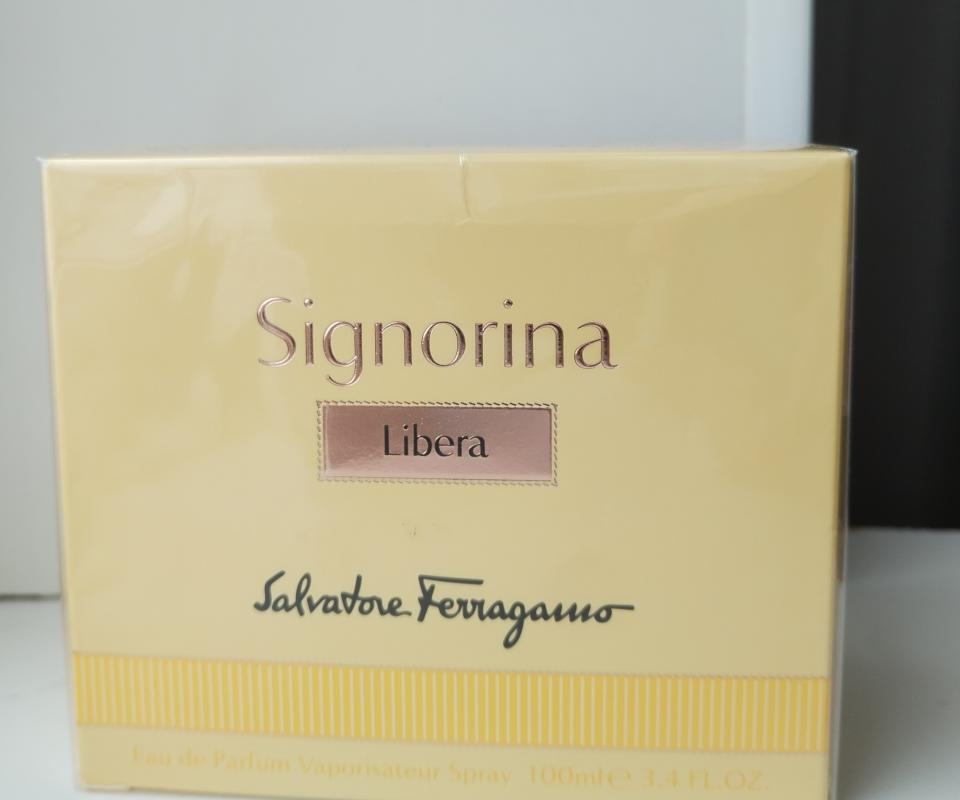 Signorina
Libera
Salvatore Ferragamo
Eau de Parfum Vaporisateur Spray 100ml℮ 3.4 FL.OZ.